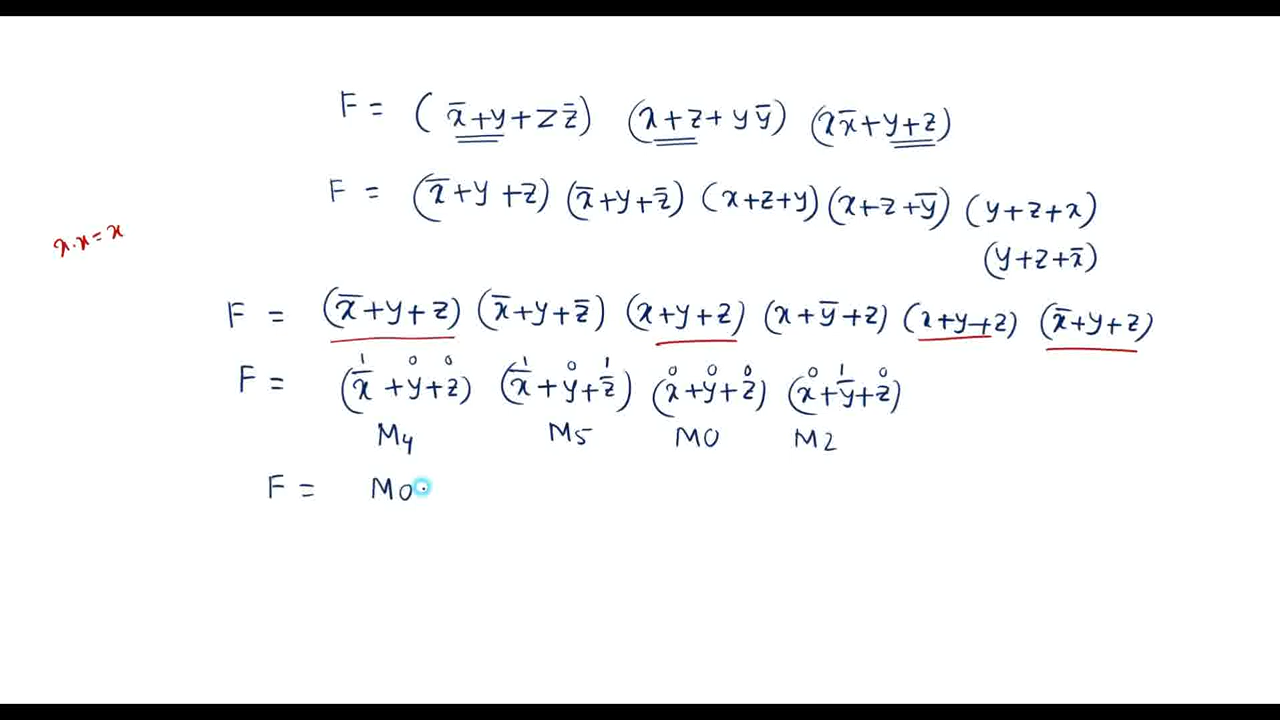 F = (x̄+y+zz̄) (x+z+yȳ) (xx̄+y+z)
F = (x̄+y+z) (x̄+y+z̄) (x+z+y) (x+z+ȳ) (y+z+x)
(y+z+x̄)
x.x=x
F = (x̄+y+z) (x̄+y+z̄) (x+y+z) (x+ȳ+z) (x+y+z) (x̄+y+z)
1 0 0 1 0 1 0 0 0 0 1 0
F = (x̄+y+z) (x̄+y+z̄) (x+y+z) (x+ȳ+z)
M4 M5 M0 M2
F = M0